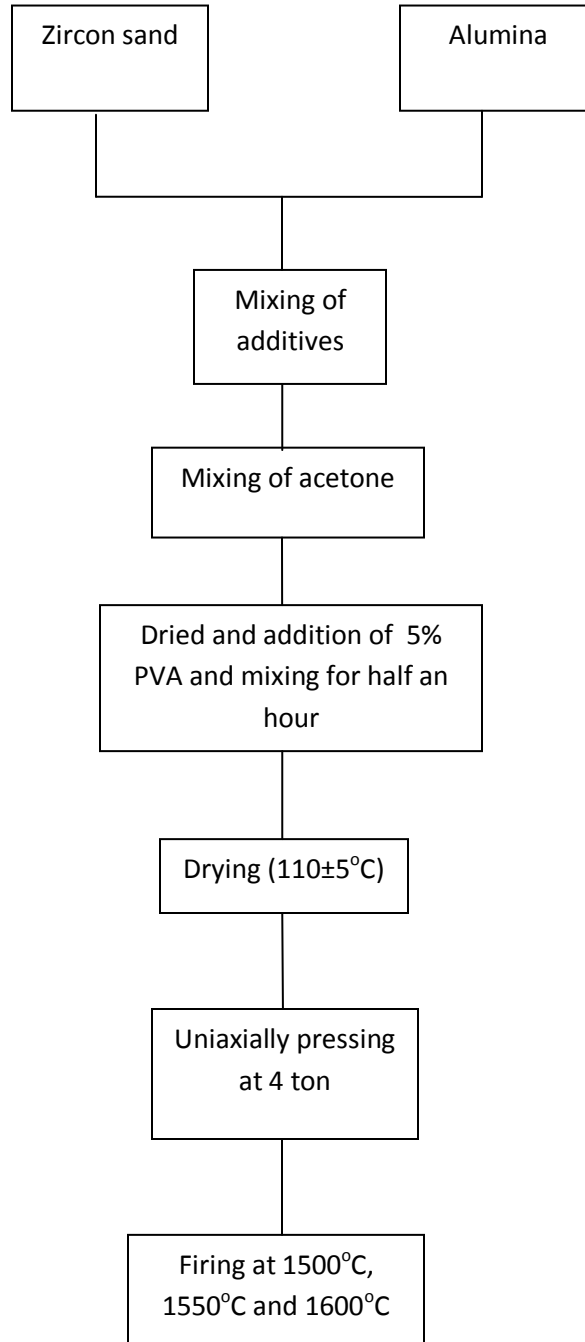 Zircon sand
Alumina
Mixing of
additives
Mixing of acetone
Dried and addition of 5%
PVA and mixing for half an
hour
Drying (110±5°C)
Uniaxially pressing
at 4 ton
Firing at 1500°C,
1550°C and 1600°C